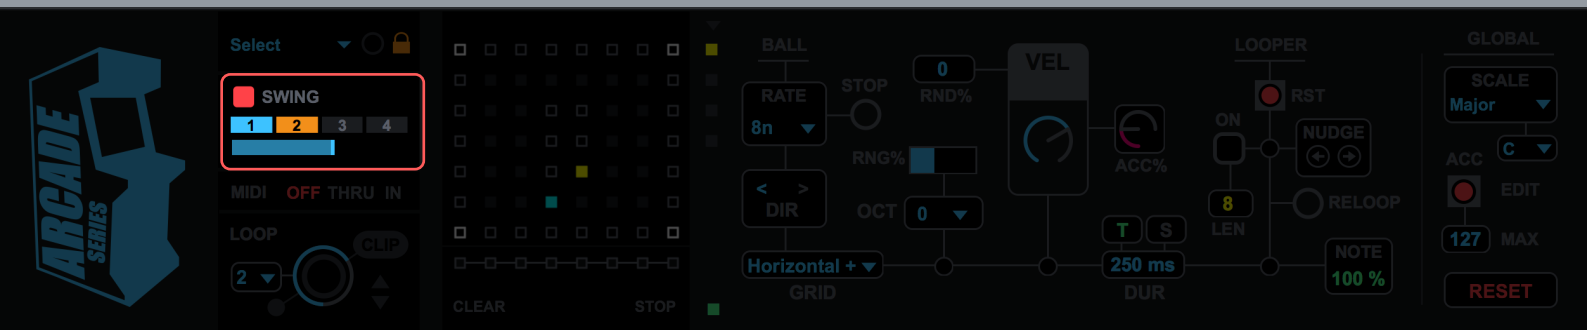 ARCADE
SERIES
Select
SWING
1 2 3 4
MIDI OFF THRU IN
LOOP
CLIP
2
CLEAR STOP
BALL
RATE
8n
STOP
< >
DIR
Horizontal +
GRID
0
RND%
RNG%
OCT 0
VEL
ACC%
T S
250 ms
DUR
LOOPER
RST
ON
NUDGE
8
LEN
RELOOP
NOTE
100 %
GLOBAL
SCALE
Major
C
ACC
EDIT
127 MAX
RESET